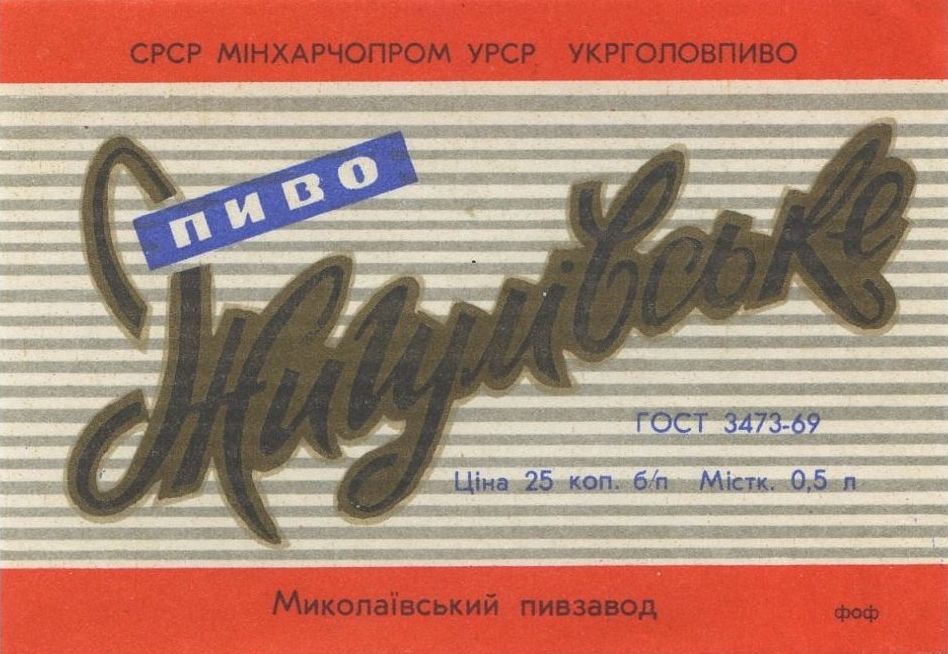 СРСР МІНХАРЧОПРОМ УРСР УКРГОЛОВПИВО
ПИВО
Жигулівське
ГОСТ 3473-69
Ціна 25 коп. б/п Містк. 0,5 л
Миколаївський пивзавод
фоф